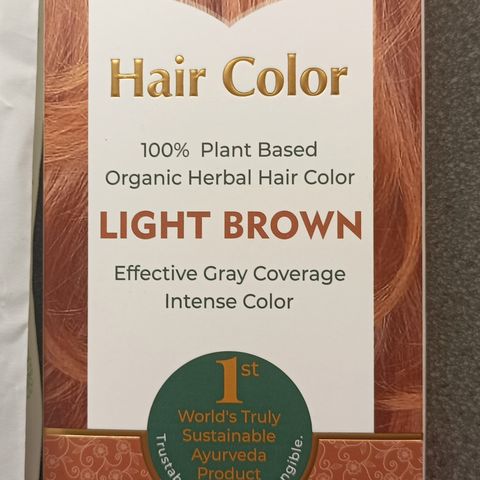 Hair Color
100% Plant Based
Organic Herbal Hair Color
LIGHT BROWN
Effective Gray Coverage
Intense Color
1st
World's Truly
Sustainable
Ayurveda
Product